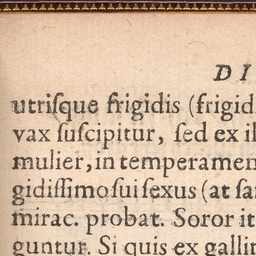 D I
utriſque frigidis (frigid
vax ſuſcipitur, ſed ex il
mulier, in temperamen
gidiſſimo ſui ſexus (at ſa
mirac. probat. Soror it
guntur. Si quis ex gallin